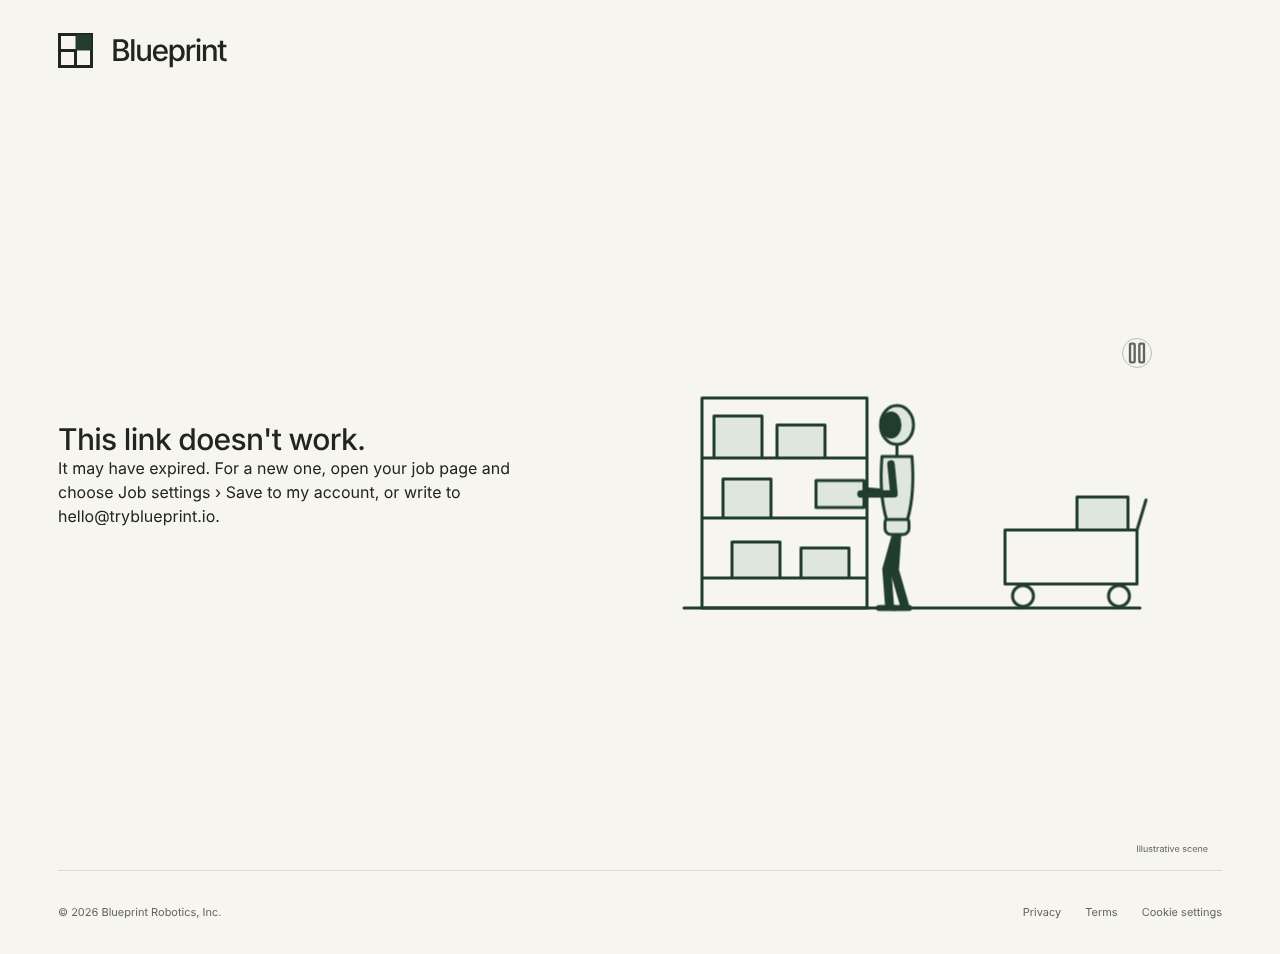 Blueprint
This link doesn't work.
It may have expired. For a new one, open your job page and
choose Job settings › Save to my account, or write to
hello@tryblueprint.io.
Illustrative scene
© 2026 Blueprint Robotics, Inc.
Privacy Terms Cookie settings